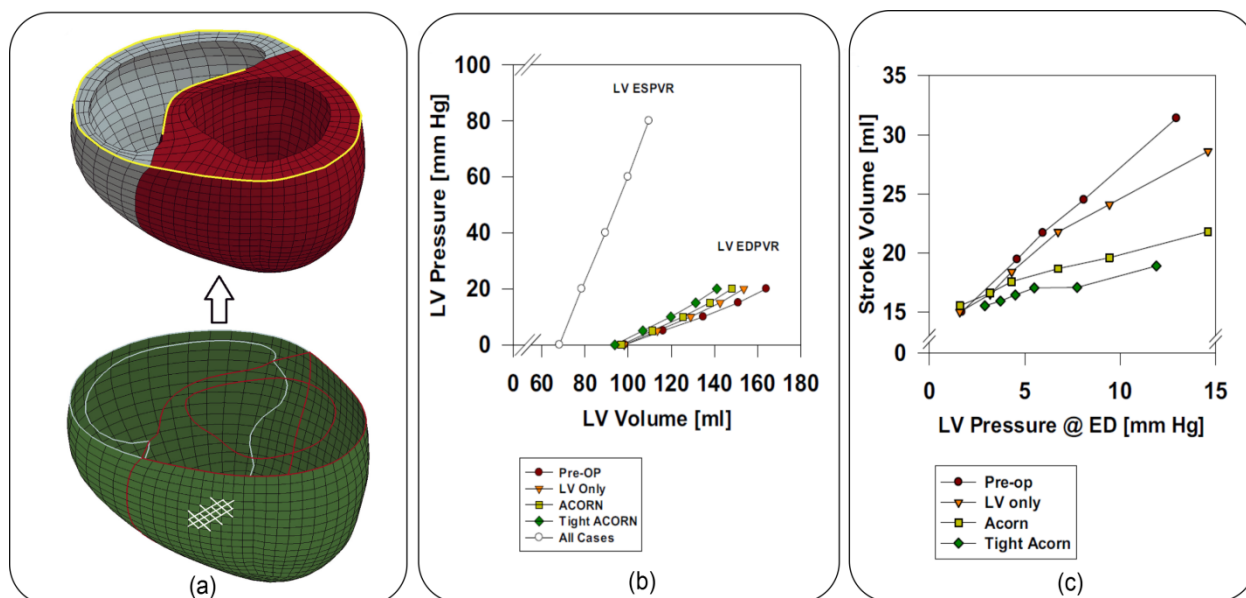 (a)
100
80
60
40
20
0
LV Pressure [mm Hg]
LV ESPVR
LV EDPVR
0 60 80 100 120 140 160 180
LV Volume [ml]
Pre-OP
LV Only
ACORN
Tight ACORN
All Cases
(b)
35
30
25
20
15
0
Stroke Volume [ml]
0 5 10 15
LV Pressure @ ED [mm Hg]
Pre-op
LV only
Acorn
Tight Acorn
(c)